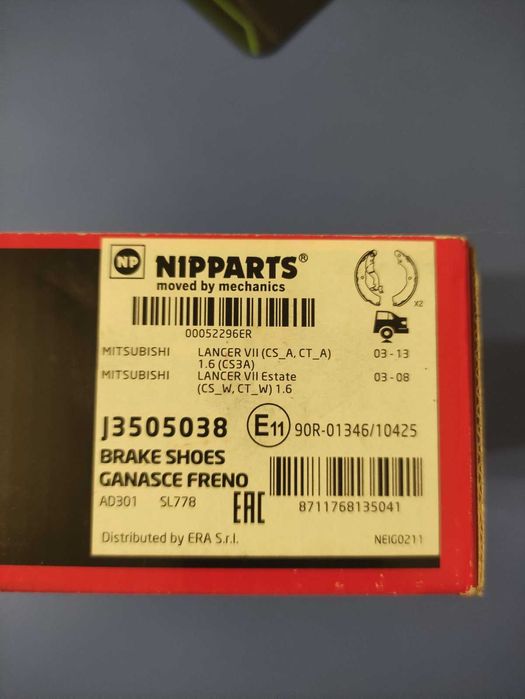 NP NIPPARTS®
moved by mechanics
X2
00052296ER
MITSUBISHI LANCER VII (CS_A, CT_A) 03 - 13
1.6 (CS3A)
MITSUBISHI LANCER VII Estate 03 - 08
(CS_W, CT_W) 1.6
J3505038 E11 90R-01346/10425
BRAKE SHOES
GANASCE FRENO
AD301 SL778 EAC 8711768135041
Distributed by ERA S.r.l. NEIG0211